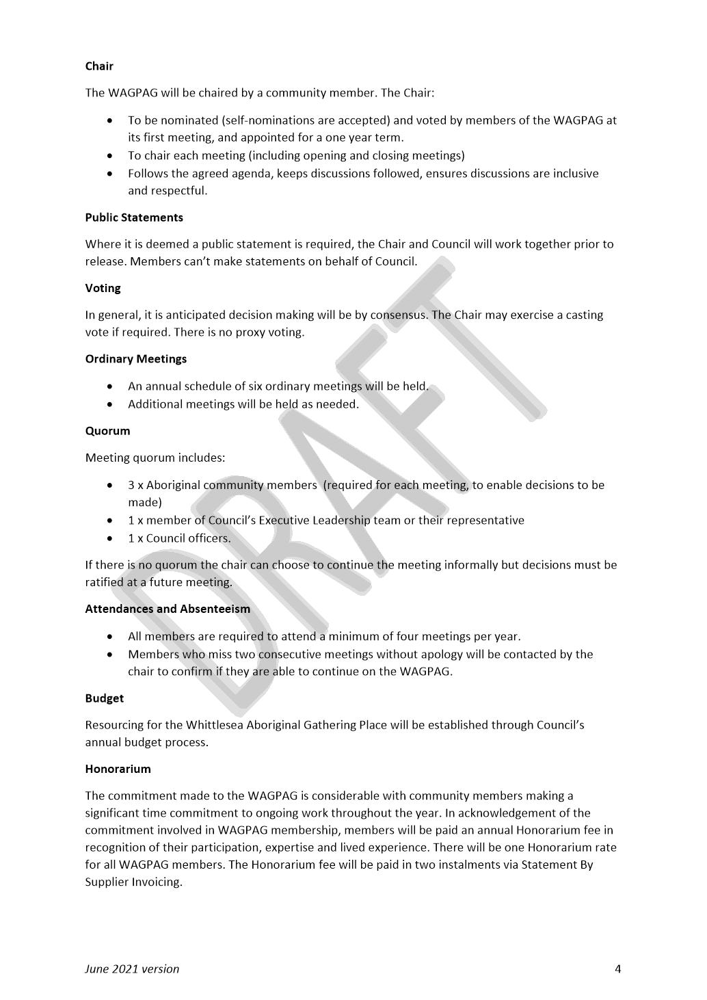 Chair
The WAGPAG will be chaired by a community member. The Chair:
• To be nominated (self-nominations are accepted) and voted by members of the WAGPAG at
its first meeting, and appointed for a one year term.
• To chair each meeting (including opening and closing meetings)
• Follows the agreed agenda, keeps discussions followed, ensures discussions are inclusive
and respectful.
Public Statements
Where it is deemed a public statement is required, the Chair and Council will work together prior to
release. Members can’t make statements on behalf of Council.
Voting
In general, it is anticipated decision making will be by consensus. The Chair may exercise a casting
vote if required. There is no proxy voting.
Ordinary Meetings
• An annual schedule of six ordinary meetings will be held.
• Additional meetings will be held as needed.
Quorum
Meeting quorum includes:
• 3 x Aboriginal community members  (required for each meeting, to enable decisions to be
made)
• 1 x member of Council’s Executive Leadership team or their representative
• 1 x Council officers.
If there is no quorum the chair can choose to continue the meeting informally but decisions must be
ratified at a future meeting.
Attendances and Absenteeism
• All members are required to attend a minimum of four meetings per year.
• Members who miss two consecutive meetings without apology will be contacted by the
chair to confirm if they are able to continue on the WAGPAG.
Budget
Resourcing for the Whittlesea Aboriginal Gathering Place will be established through Council’s
annual budget process.
Honorarium
The commitment made to the WAGPAG is considerable with community members making a
significant time commitment to ongoing work throughout the year. In acknowledgement of the
commitment involved in WAGPAG membership, members will be paid an annual Honorarium fee in
recognition of their participation, expertise and lived experience. There will be one Honorarium rate
for all WAGPAG members. The Honorarium fee will be paid in two instalments via Statement By
Supplier Invoicing.
June 2021 version 4
DRAFT